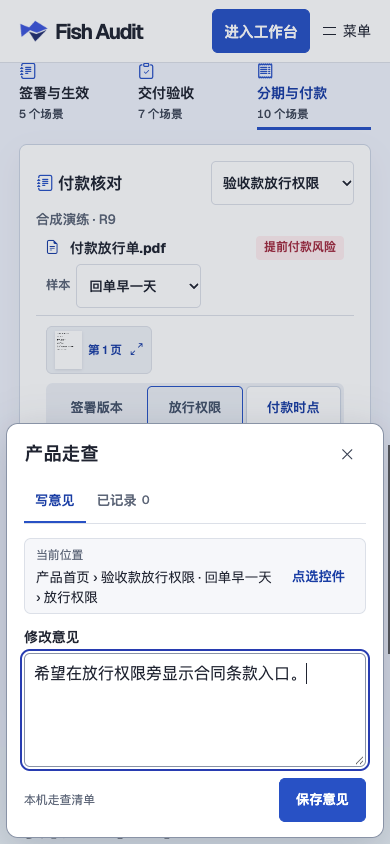 Fish Audit
进入工作台
菜单
签署与生效
5 个场景
交付验收
7 个场景
分期与付款
10 个场景
付款核对
验收款放行权限
合成演练 · R9
付款放行单.pdf
提前付款风险
样本
回单早一天
第 1 页
签署版本
放行权限
付款时点
产品走查
写意见
已记录 0
当前位置
产品首页 › 验收款放行权限 · 回单早一天
› 放行权限
点选控件
修改意见
希望在放行权限旁显示合同条款入口。
本机走查清单
保存意见